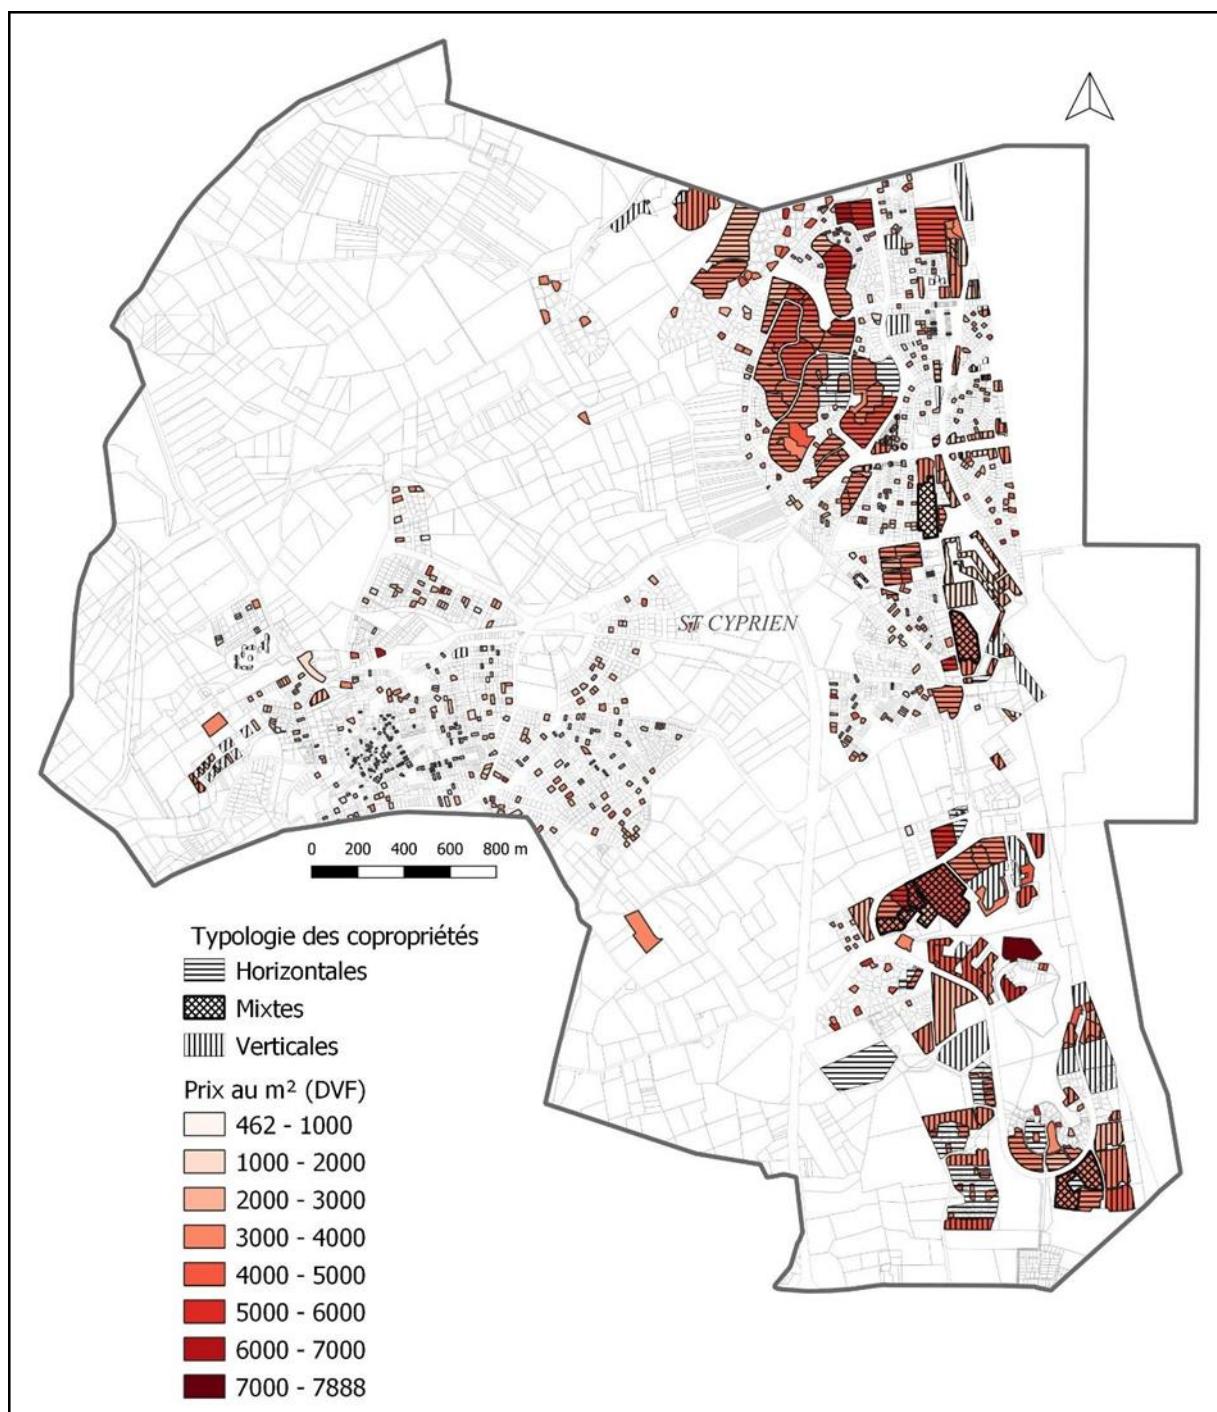 ST CYPRIEN
0 200 400 600 800 m
Typologie des copropriétés
Horizontales
Mixtes
Verticales
Prix au m² (DVF)
462 - 1000
1000 - 2000
2000 - 3000
3000 - 4000
4000 - 5000
5000 - 6000
6000 - 7000
7000 - 7888